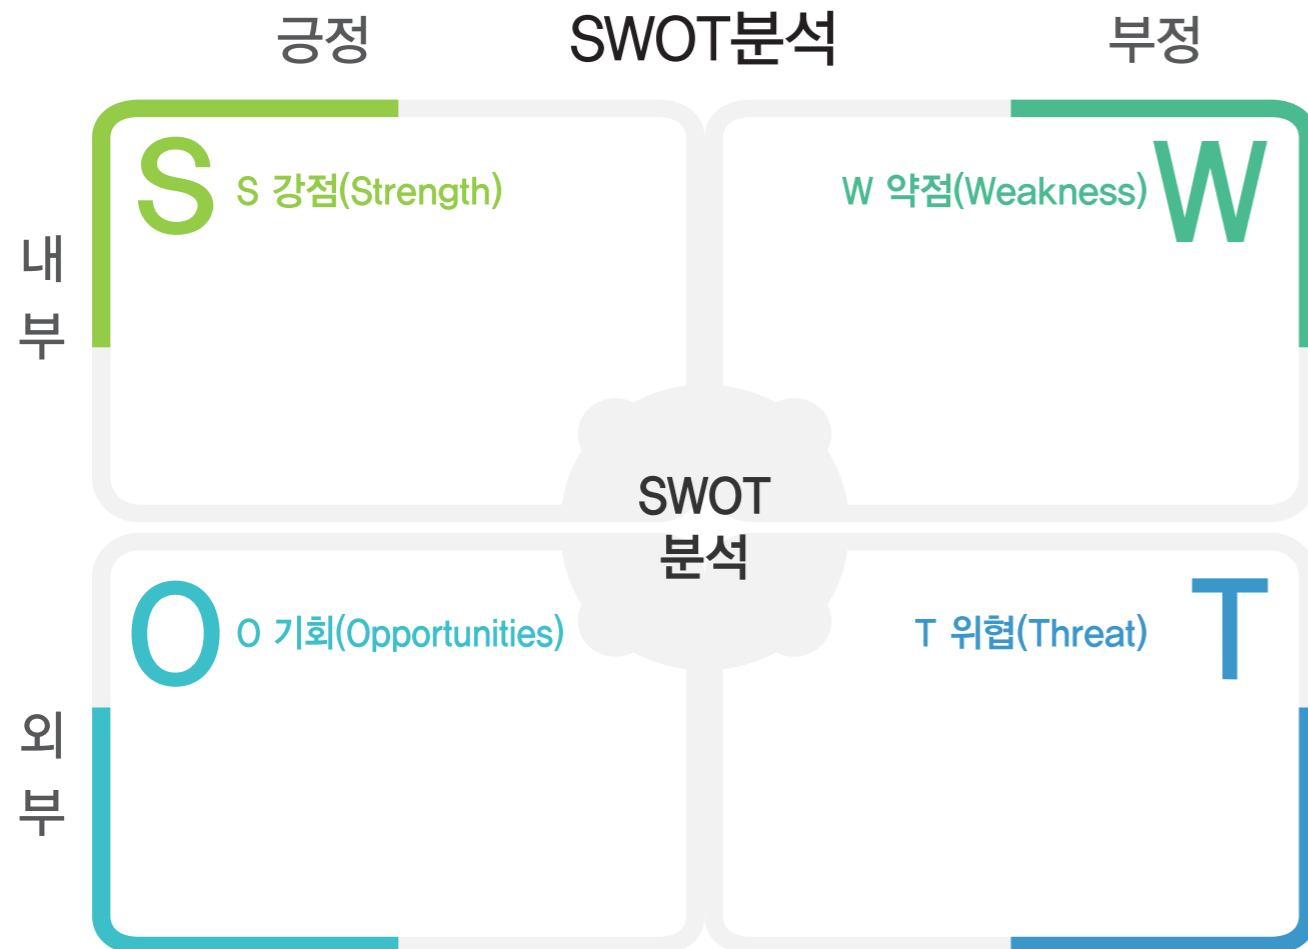 긍정
SWOT분석
부정
내
부
S
S 강점(Strength)
W 약점(Weakness)
W
SWOT
분석
외
부
O
O 기회(Opportunities)
T 위협(Threat)
T